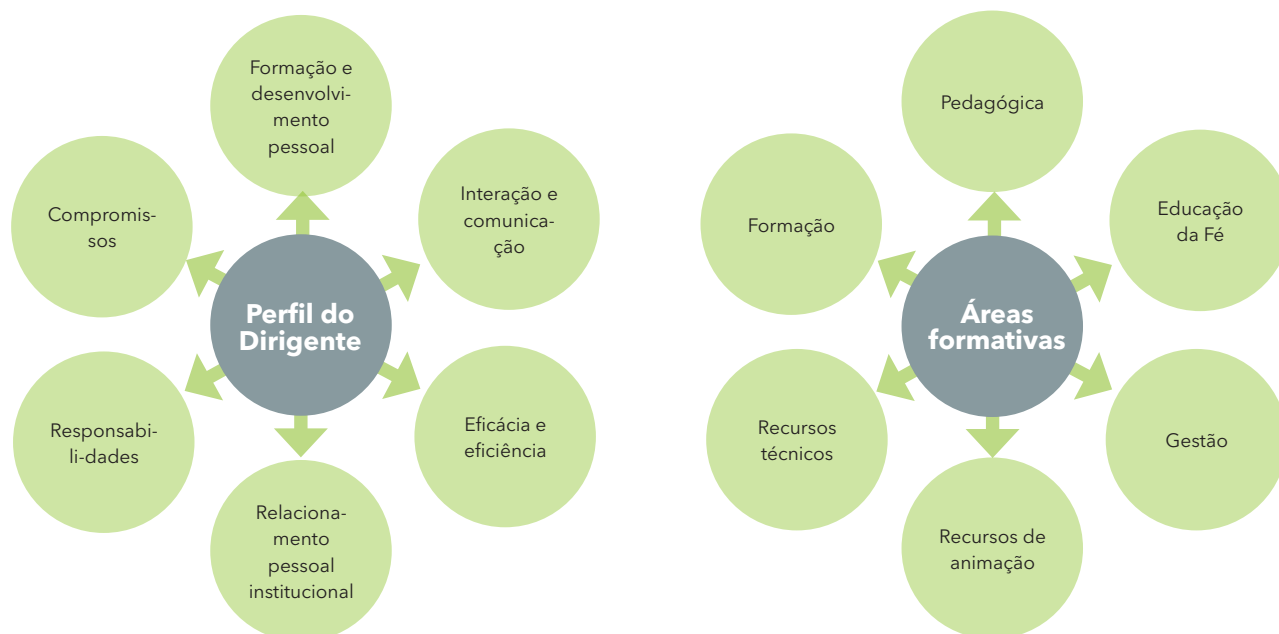 Formação e
desenvolvi-
mento
pessoal
Interação e
comunica-
ção
Eficácia e
eficiência
Relaciona-
mento
pessoal
institucional
Responsabi-
li-dades
Compromis-
sos
Perfil do
Dirigente
Pedagógica
Educação
da Fé
Gestão
Recursos de
animação
Recursos
técnicos
Formação
Áreas
formativas